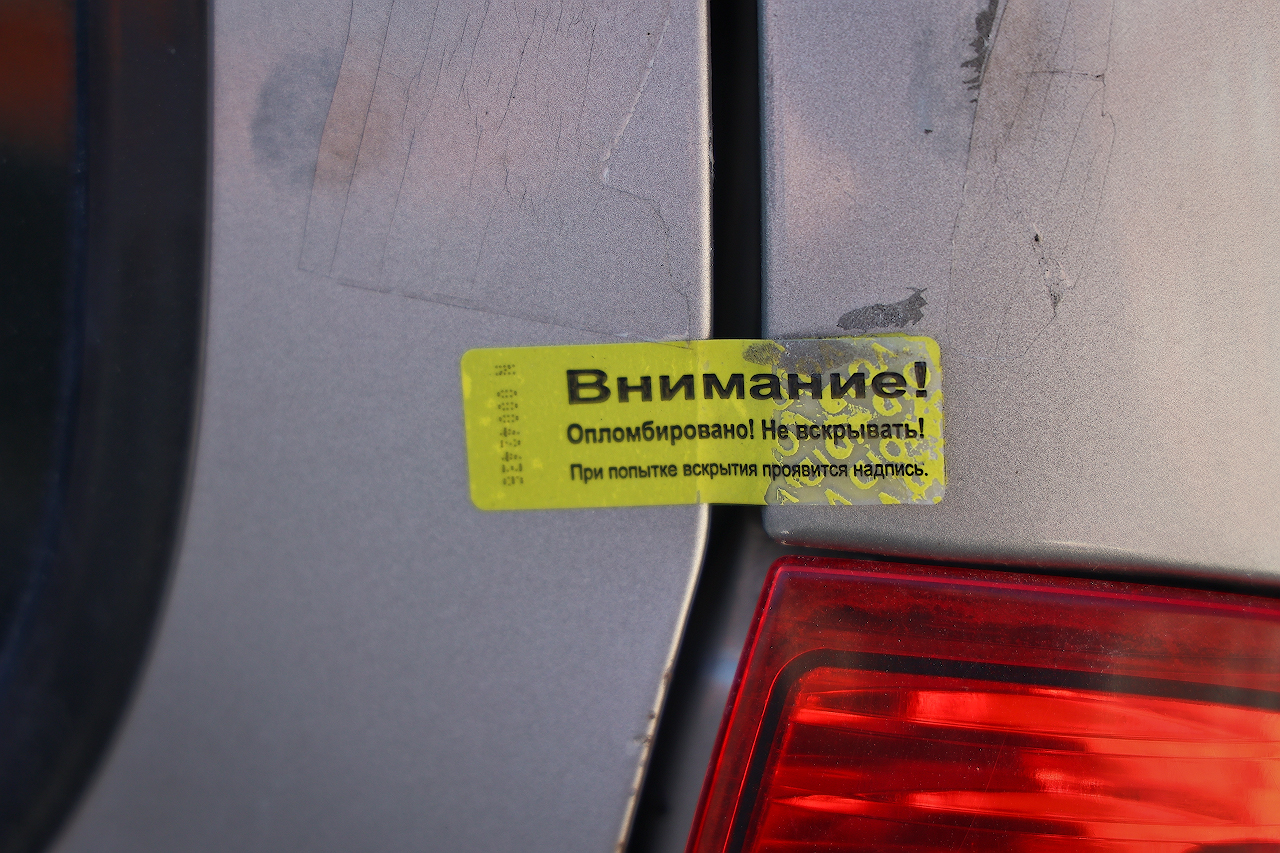 Внимание!
Опломбировано! Не вскрывать!
При попытке вскрытия проявится надпись.